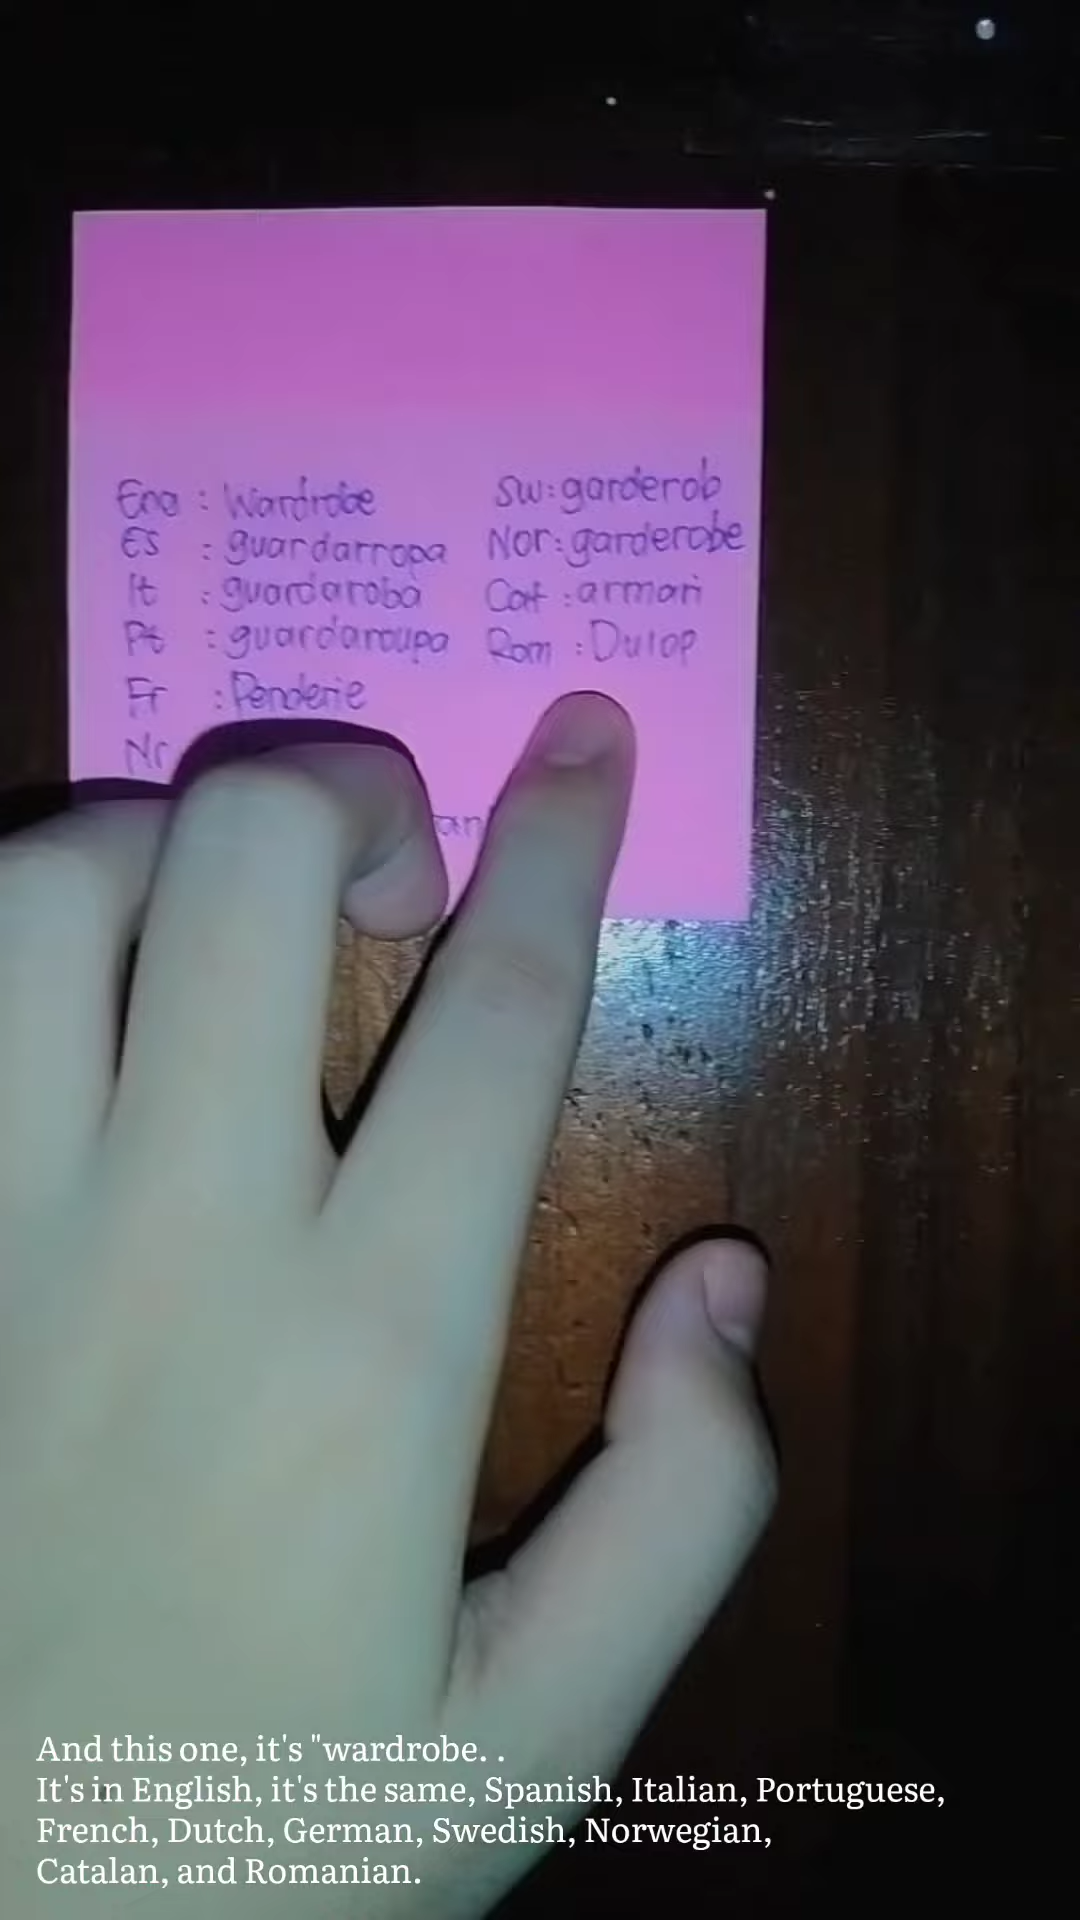 Eng : Wardrobe
Es : guardarropa
It : guardaroba
Pt : guardaroupa
Fr : Penderie
Nr
Sw: garderob
Nor: garderobe
Cat : armari
Rom : Dulap
And this one, it's "wardrobe. .
It's in English, it's the same, Spanish, Italian, Portuguese,
French, Dutch, German, Swedish, Norwegian,
Catalan, and Romanian.